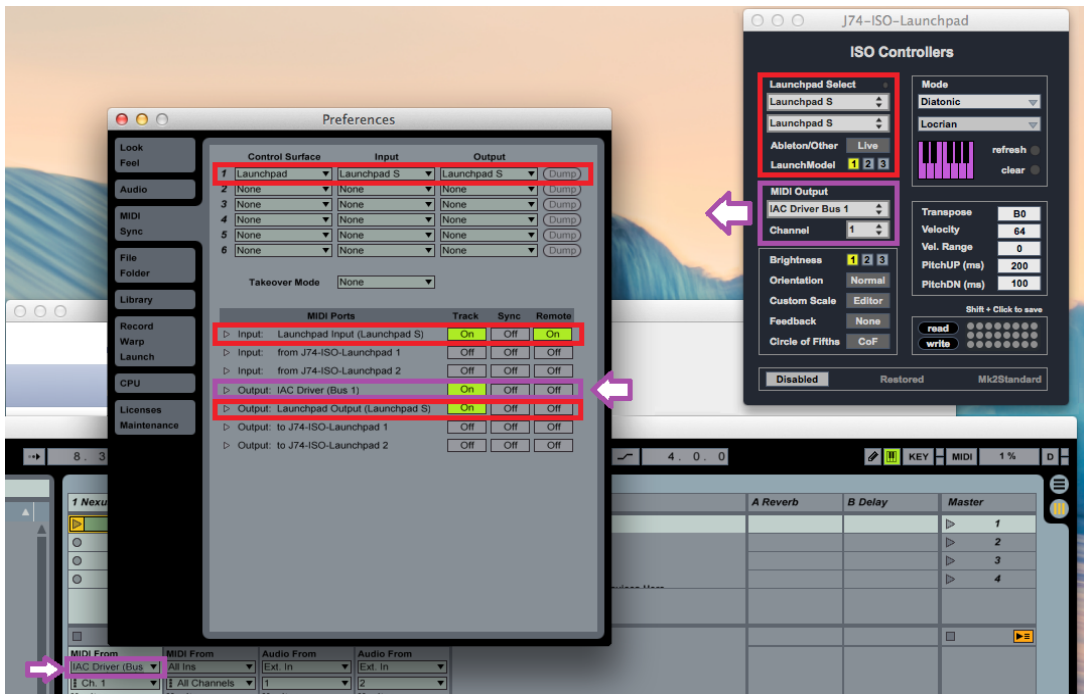 J74-ISO-Launchpad
ISO Controllers
Launchpad Select
Launchpad S
Launchpad S
Ableton/Other Live
LaunchModel 1 2 3
MIDI Output
IAC Driver Bus 1
Channel 1
Brightness 1 2 3
Orientation Normal
Custom Scale Editor
Feedback None
Circle of Fifths CoF
Mode
Diatonic
Locrian
refresh
clear
Transpose B0
Velocity 64
Vel. Range 0
PitchUP (ms) 200
PitchDN (ms) 100
Shift + Click to save
read
write
Disabled Restored Mk2Standard
Preferences
Look
Feel
Audio
MIDI
Sync
File
Folder
Library
Record
Warp
Launch
CPU
Licenses
Maintenance
Control Surface Input Output
1 Launchpad Launchpad S Launchpad S Dump
2 None None None Dump
3 None None None Dump
4 None None None Dump
5 None None None Dump
6 None None None Dump
Takeover Mode None
MIDI Ports Track Sync Remote
Input: Launchpad Input (Launchpad S) On Off On
Input: from J74-ISO-Launchpad 1 Off Off Off
Input: from J74-ISO-Launchpad 2 Off Off Off
Output: IAC Driver (Bus 1) On Off Off
Output: Launchpad Output (Launchpad S) On Off Off
Output: to J74-ISO-Launchpad 1 Off Off Off
Output: to J74-ISO-Launchpad 2 Off Off Off
8. 3 4. 0. 0 KEY MIDI 1 % D
1 Nexu A Reverb B Delay Master
1
2
3
4
MIDI From MIDI From Audio From Audio From
IAC Driver (Bus All Ins Ext. In Ext. In
Ch. 1 All Channels 1 2